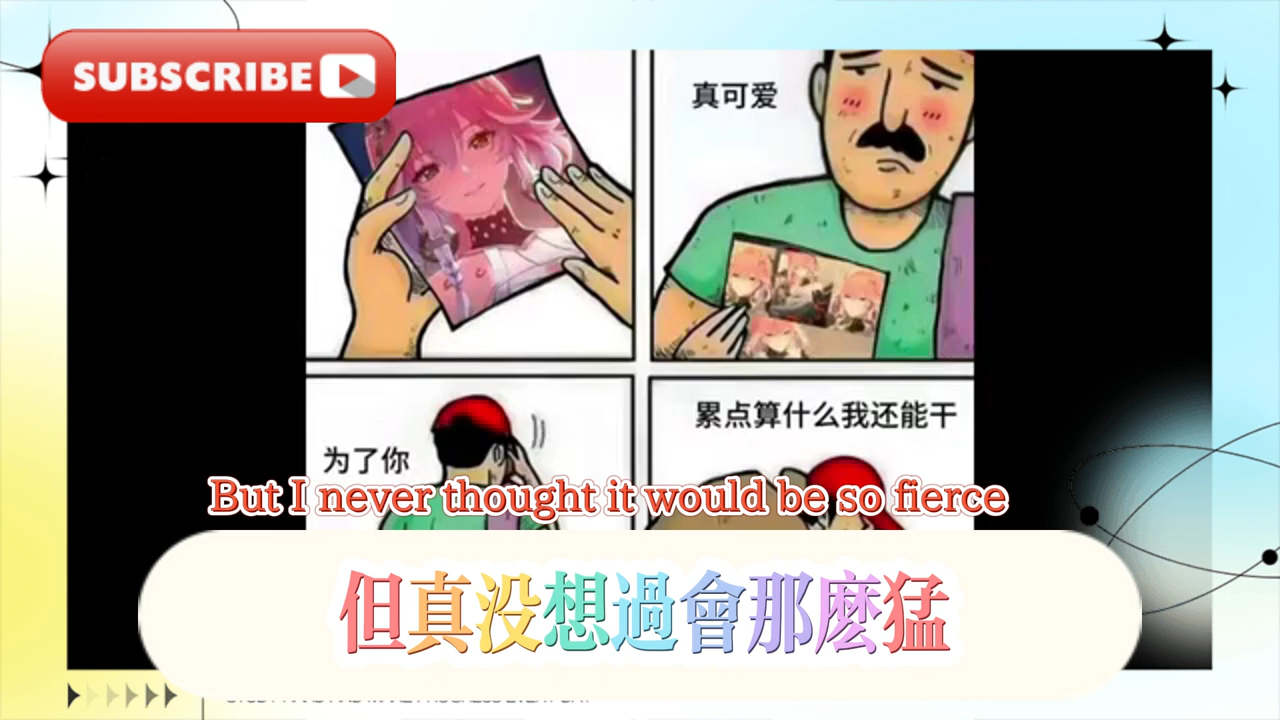 SUBSCRIBE
真可爱
为了你
累点算什么我还能干
But I never thought it would be so fierce
但真没想過會那麽猛